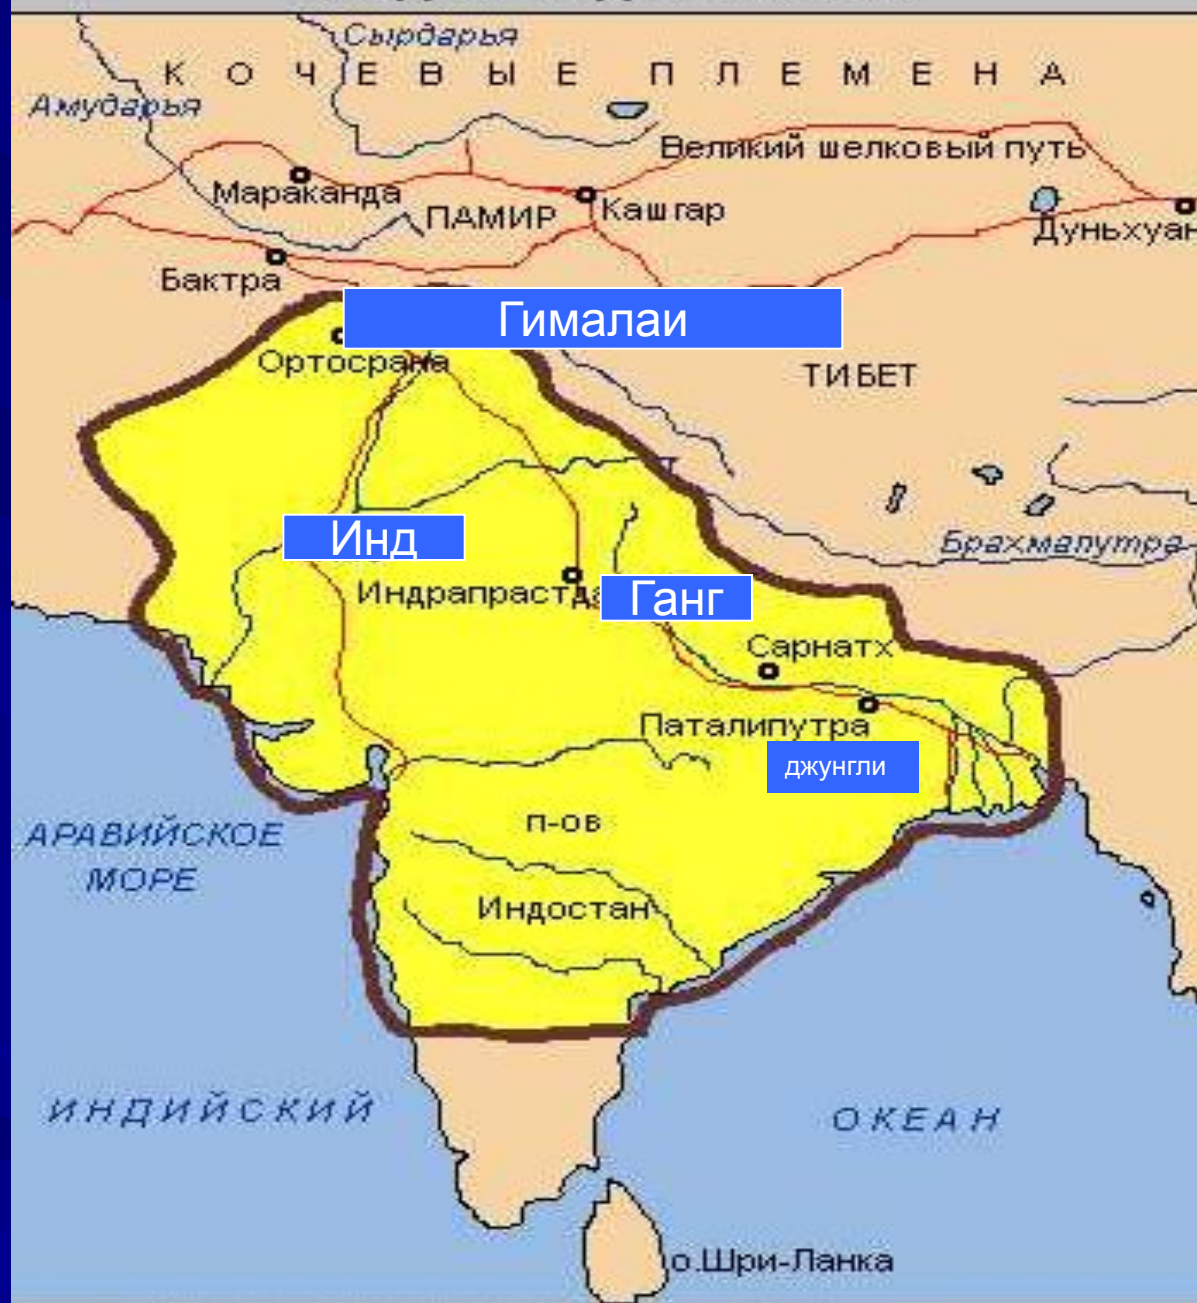 Сырдарья
КОЧЕВЫЕ ПЛЕМЕНА
Амударья
Великий шелковый путь
Мараканда
ПАМИР
Кашгар
Дуньхуан
Бактра
Гималаи
Ортосрана
ТИБЕТ
Инд
Брахмапутра
Индрапрастда
Ганг
Сарнатх
Паталипутра
джунгли
п-ов
Индостан
АРАВИЙСКОЕ
МОРЕ
ИНДИЙСКИЙ
ОКЕАН
о.Шри-Ланка